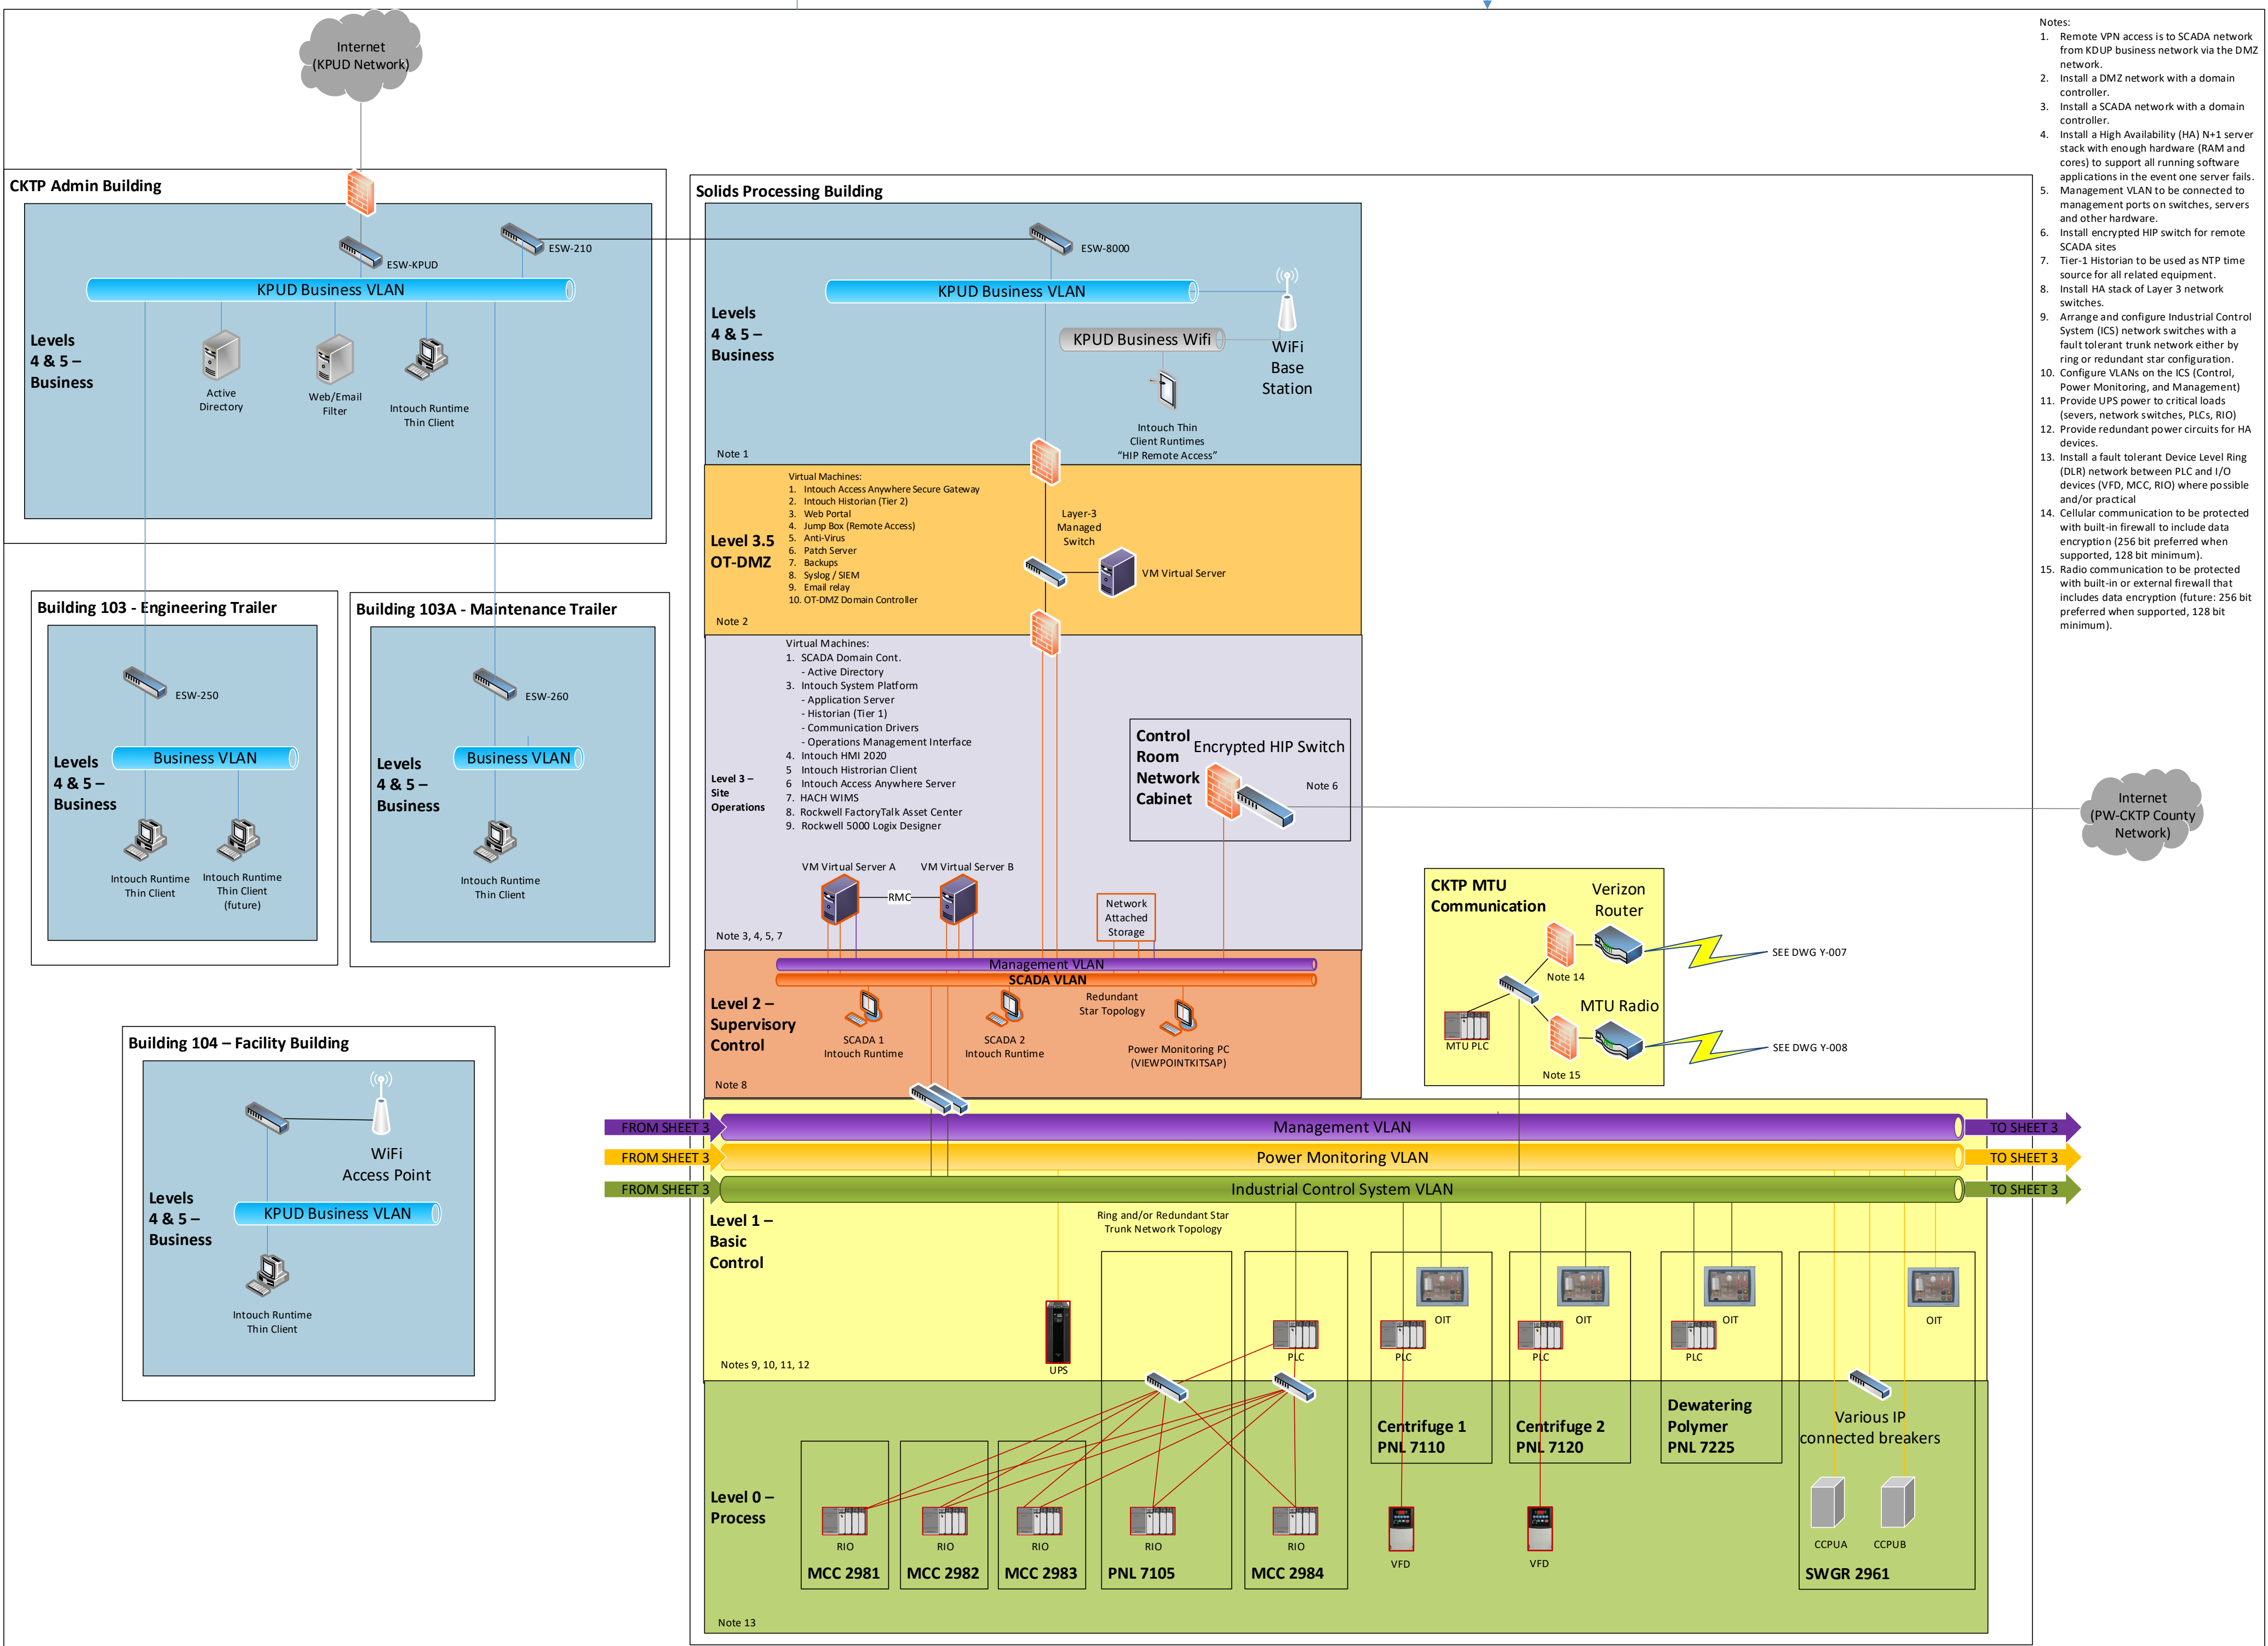 Internet
(KPUD Network)
CKTP Admin Building
ESW-210
ESW-KPUD
KPUD Business VLAN
Levels
4 & 5 –
Business
Active
Directory
Web/Email
Filter
Intouch Runtime
Thin Client
Building 103 - Engineering Trailer
ESW-250
Business VLAN
Levels
4 & 5 –
Business
Intouch Runtime
Thin Client
Intouch Runtime
Thin Client
(future)
Building 103A - Maintenance Trailer
ESW-260
Business VLAN
Levels
4 & 5 –
Business
Intouch Runtime
Thin Client
Building 104 – Facility Building
WiFi
Access Point
Levels
4 & 5 –
Business
KPUD Business VLAN
Intouch Runtime
Thin Client
Solids Processing Building
ESW-8000
KPUD Business VLAN
Levels
4 & 5 –
Business
KPUD Business Wifi
WiFi
Base
Station
Intouch Thin
Client Runtimes
“HIP Remote Access”
Note 1
Virtual Machines:
1. Intouch Access Anywhere Secure Gateway
2. Intouch Historian (Tier 2)
3. Web Portal
4. Jump Box (Remote Access)
5. Anti-Virus
6. Patch Server
7. Backups
8. Syslog / SIEM
9. Email relay
10. OT-DMZ Domain Controller
Level 3.5
OT-DMZ
Layer-3
Managed
Switch
VM Virtual Server
Note 2
Virtual Machines:
1. SCADA Domain Cont.
- Active Directory
3. Intouch System Platform
- Application Server
- Historian (Tier 1)
- Communication Drivers
- Operations Management Interface
4. Intouch HMI 2020
5 Intouch Histrorian Client
6 Intouch Access Anywhere Server
7. HACH WIMS
8. Rockwell FactoryTalk Asset Center
9. Rockwell 5000 Logix Designer
Level 3 –
Site
Operations
Control
Room
Network
Cabinet
Encrypted HIP Switch
Note 6
VM Virtual Server A
VM Virtual Server B
RMC
Network
Attached
Storage
Note 3, 4, 5, 7
Management VLAN
SCADA VLAN
Level 2 –
Supervisory
Control
SCADA 1
Intouch Runtime
SCADA 2
Intouch Runtime
Redundant
Star Topology
Power Monitoring PC
(VIEWPOINTKITSAP)
Note 8
CKTP MTU
Communication
Verizon
Router
Note 14
SEE DWG Y-007
MTU Radio
MTU PLC
SEE DWG Y-008
Note 15
Internet
(PW-CKTP County
Network)
FROM SHEET 3
Management VLAN
TO SHEET 3
FROM SHEET 3
Power Monitoring VLAN
TO SHEET 3
FROM SHEET 3
Industrial Control System VLAN
TO SHEET 3
Level 1 –
Basic
Control
Ring and/or Redundant Star
Trunk Network Topology
UPS
PLC
PLC
OIT
PLC
OIT
PLC
OIT
OIT
Notes 9, 10, 11, 12
Centrifuge 1
PNL 7110
Centrifuge 2
PNL 7120
Dewatering
Polymer
PNL 7225
Various IP
connected breakers
Level 0 –
Process
RIO
MCC 2981
RIO
MCC 2982
RIO
MCC 2983
RIO
PNL 7105
RIO
MCC 2984
VFD
VFD
CCPUA
CCPUB
SWGR 2961
Note 13
Notes:
1. Remote VPN access is to SCADA network
from KDUP business network via the DMZ
network.
2. Install a DMZ network with a domain
controller.
3. Install a SCADA network with a domain
controller.
4. Install a High Availability (HA) N+1 server
stack with enough hardware (RAM and
cores) to support all running software
applications in the event one server fails.
5. Management VLAN to be connected to
management ports on switches, servers
and other hardware.
6. Install encrypted HIP switch for remote
SCADA sites
7. Tier-1 Historian to be used as NTP time
source for all related equipment.
8. Install HA stack of Layer 3 network
switches.
9. Arrange and configure Industrial Control
System (ICS) network switches with a
fault tolerant trunk network either by
ring or redundant star configuration.
10. Configure VLANs on the ICS (Control,
Power Monitoring, and Management)
11. Provide UPS power to critical loads
(severs, network switches, PLCs, RIO)
12. Provide redundant power circuits for HA
devices.
13. Install a fault tolerant Device Level Ring
(DLR) network between PLC and I/O
devices (VFD, MCC, RIO) where possible
and/or practical
14. Cellular communication to be protected
with built-in firewall to include data
encryption (256 bit preferred when
supported, 128 bit minimum).
15. Radio communication to be protected
with built-in or external firewall that
includes data encryption (future: 256 bit
preferred when supported, 128 bit
minimum).